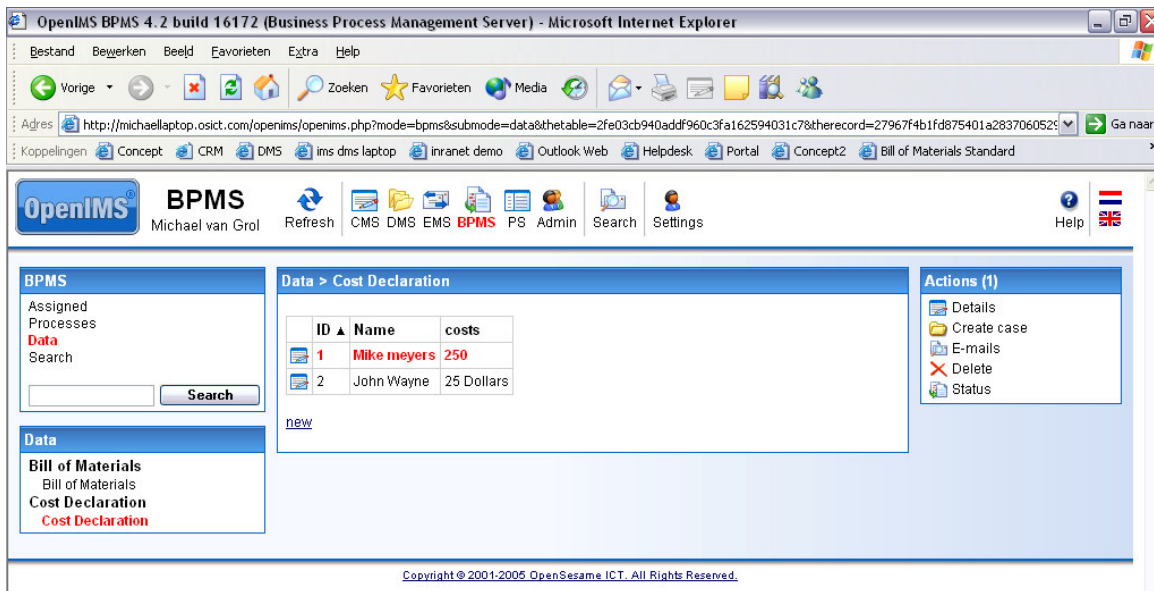 OpenIMS BPMS 4.2 build 16172 (Business Process Management Server) - Microsoft Internet Explorer
Bestand Bewerken Beeld Favorieten Extra Help
Vorige Zoeken Favorieten Media
Adres http://michaellaptop.osict.com/openims/openims.php?mode=bpms&submode=data&thetable=2fe03cb940addf960c3fa162594031c7&therecord=27967f4b1fd875401a2837060529 Ga naar
Koppelingen Concept CRM DMS ims dms laptop inranet demo Outlook Web Helpdesk Portal Concept2 Bill of Materials Standard
OpenIMS® BPMS
Michael van Grol
Refresh CMS DMS EMS BPMS PS Admin Search Settings Help
BPMS
Assigned
Processes
Data
Search
Search
Data
Bill of Materials
Bill of Materials
Cost Declaration
Cost Declaration
Data > Cost Declaration
ID ▲ Name costs
1 Mike meyers 250
2 John Wayne 25 Dollars
new
Actions (1)
Details
Create case
E-mails
Delete
Status
Copyright © 2001-2005 OpenSesame ICT. All Rights Reserved.